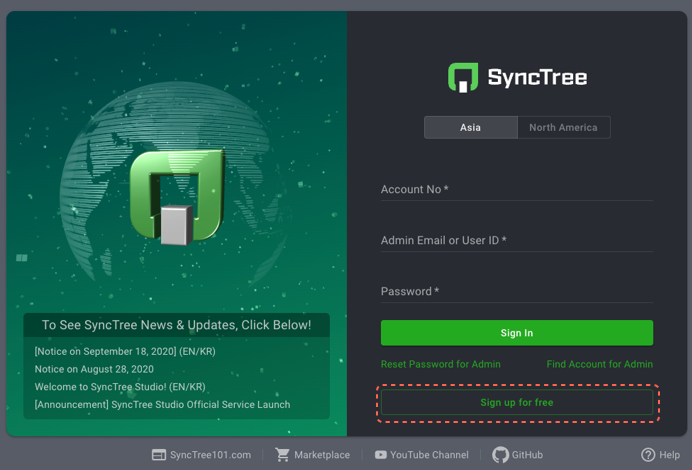 SyncTree
Asia
North America
Account No *
Admin Email or User ID *
Password *
Sign In
Reset Password for Admin
Find Account for Admin
Sign up for free
To See SyncTree News & Updates, Click Below!
[Notice on September 18, 2020] (EN/KR)
Notice on August 28, 2020
Welcome to SyncTree Studio! (EN/KR)
[Announcement] SyncTree Studio Official Service Launch
SyncTree101.com
Marketplace
YouTube Channel
GitHub
Help